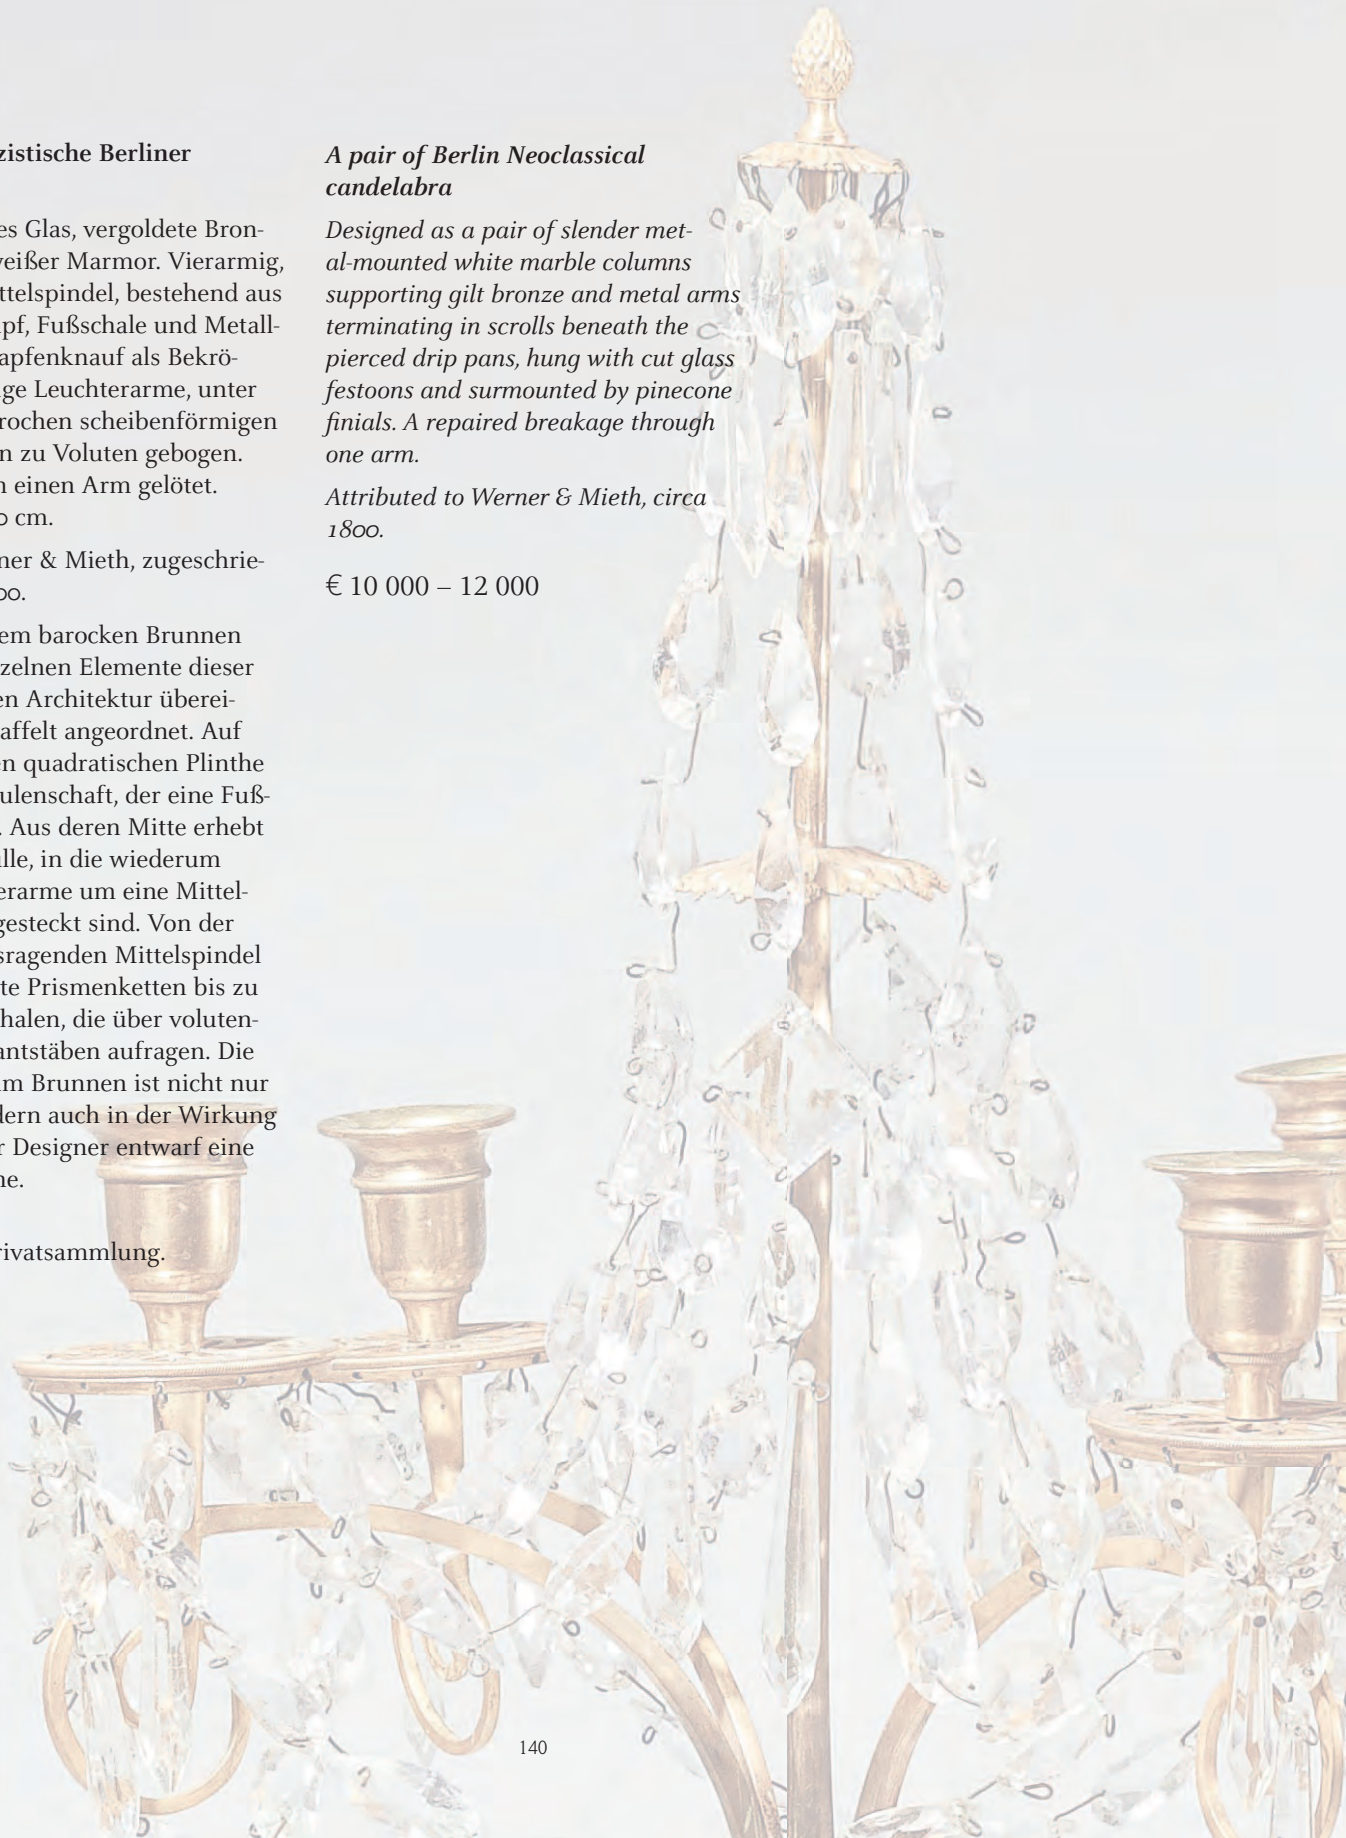 zistische Berliner
es Glas, vergoldete Bron-
weißer Marmor. Vierarmig,
ttelspindel, bestehend aus
pf, Fußschale und Metall-
apfenknauf als Bekrö-
ge Leuchterarme, unter
rochen scheibenförmigen
n zu Voluten gebogen.
n einen Arm gelötet.
0 cm.
ner & Mieth, zugeschrie-
00.
em barocken Brunnen
zelnen Elemente dieser
en Architektur überei-
affelt angeordnet. Auf
en quadratischen Plinthe
ulenschaft, der eine Fuß-
. Aus deren Mitte erhebt
ülle, in die wiederum
erarme um eine Mittel-
gesteckt sind. Von der
sragenden Mittelspindel
te Prismenketten bis zu
halen, die über voluten-
antstäben aufragen. Die
um Brunnen ist nicht nur
dern auch in der Wirkung
r Designer entwarf eine
ne.
rivatsammlung.
A pair of Berlin Neoclassical
candelabra
Designed as a pair of slender met-
al-mounted white marble columns
supporting gilt bronze and metal arms
terminating in scrolls beneath the
pierced drip pans, hung with cut glass
festoons and surmounted by pinecone
finials. A repaired breakage through
one arm.
Attributed to Werner & Mieth, circa
1800.
€ 10 000 – 12 000
140